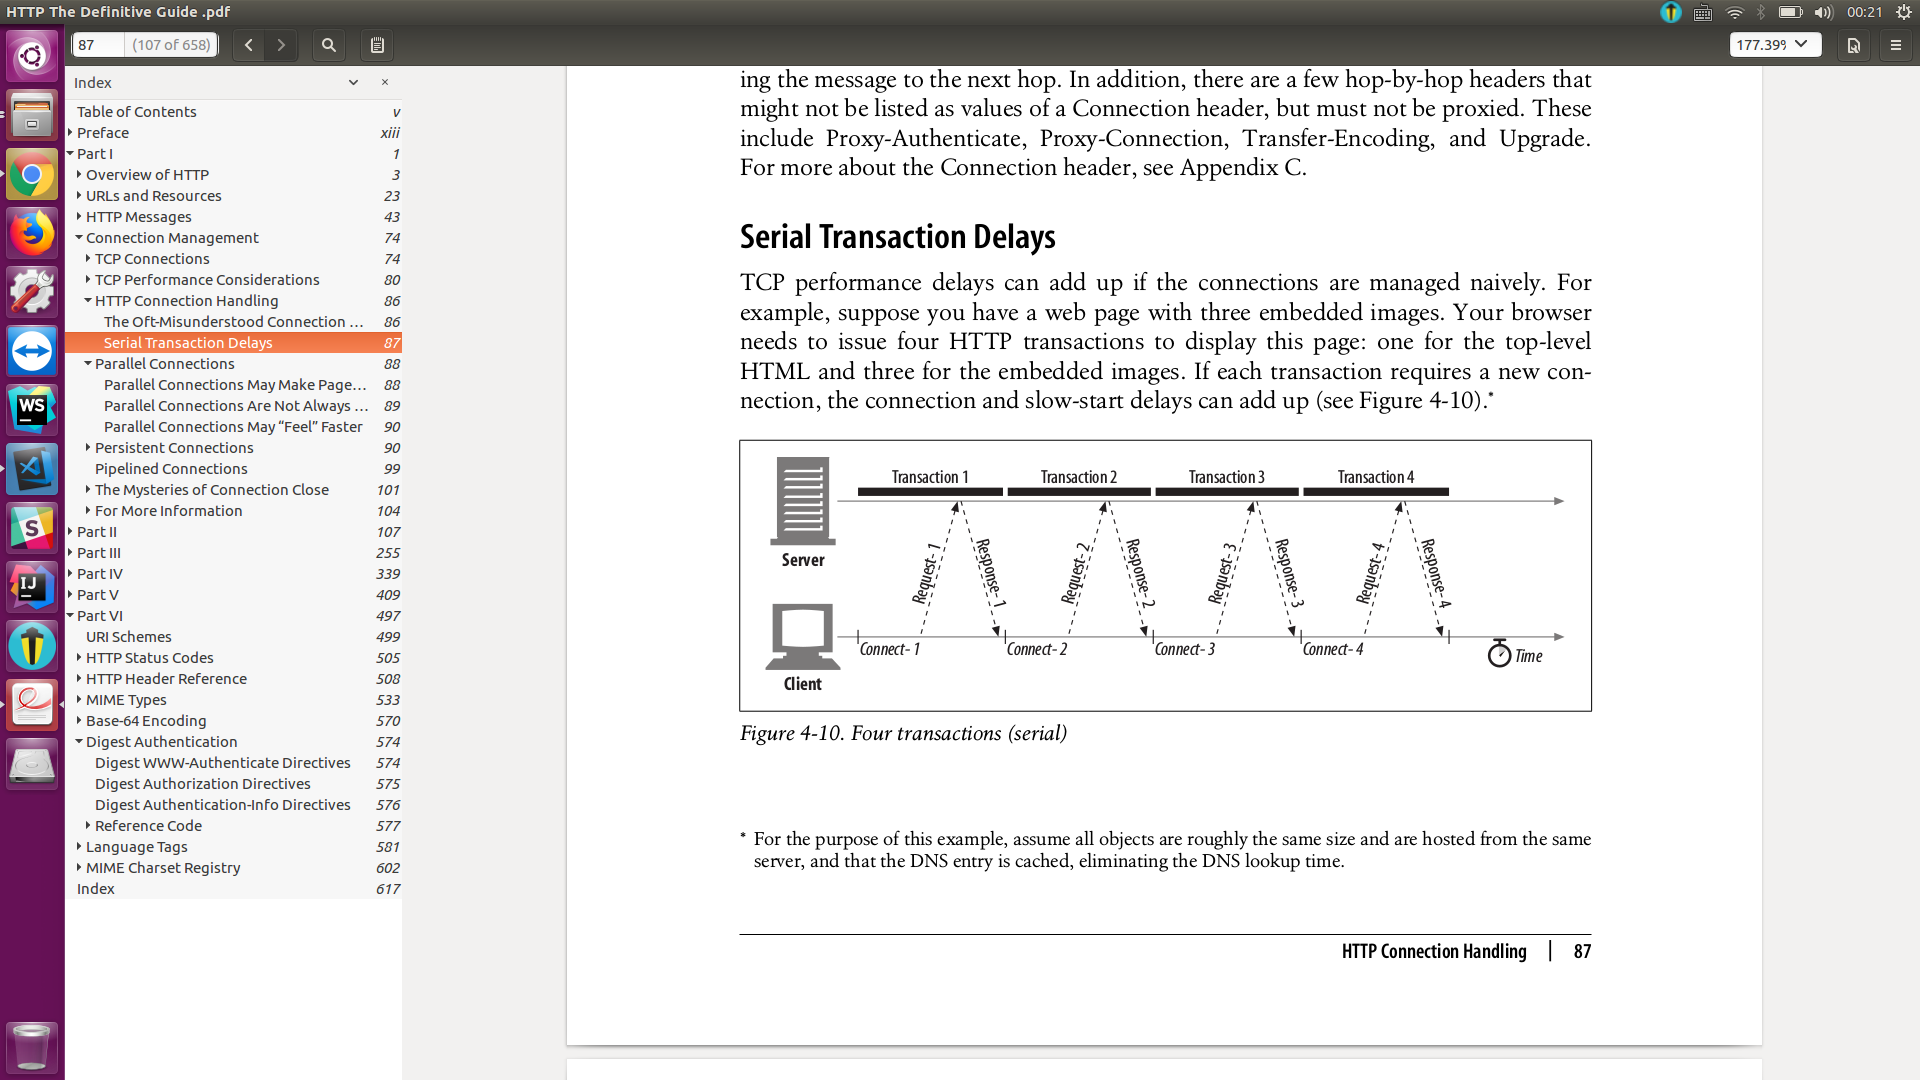 HTTP The Definitive Guide .pdf
00:21
87 (107 of 658)
177.39%
Index
Table of Contents v
Preface xiii
Part I 1
Overview of HTTP 3
URLs and Resources 23
HTTP Messages 43
Connection Management 74
TCP Connections 74
TCP Performance Considerations 80
HTTP Connection Handling 86
The Oft-Misunderstood Connection ... 86
Serial Transaction Delays 87
Parallel Connections 88
Parallel Connections May Make Page... 88
Parallel Connections Are Not Always ... 89
Parallel Connections May “Feel” Faster 90
Persistent Connections 90
Pipelined Connections 99
The Mysteries of Connection Close 101
For More Information 104
Part II 107
Part III 255
Part IV 339
Part V 409
Part VI 497
URI Schemes 499
HTTP Status Codes 505
HTTP Header Reference 508
MIME Types 533
Base-64 Encoding 570
Digest Authentication 574
Digest WWW-Authenticate Directives 574
Digest Authorization Directives 575
Digest Authentication-Info Directives 576
Reference Code 577
Language Tags 581
MIME Charset Registry 602
Index 617
WS
S
IJ
ing the message to the next hop. In addition, there are a few hop-by-hop headers that
might not be listed as values of a Connection header, but must not be proxied. These
include Proxy-Authenticate, Proxy-Connection, Transfer-Encoding, and Upgrade.
For more about the Connection header, see Appendix C.
Serial Transaction Delays
TCP performance delays can add up if the connections are managed naively. For
example, suppose you have a web page with three embedded images. Your browser
needs to issue four HTTP transactions to display this page: one for the top-level
HTML and three for the embedded images. If each transaction requires a new con-
nection, the connection and slow-start delays can add up (see Figure 4-10).*
Transaction 1 Transaction 2 Transaction 3 Transaction 4
Server
Request-1 Response-1 Request-2 Response-2 Request-3 Response-3 Request-4 Response-4
Connect-1 Connect-2 Connect-3 Connect-4 Time
Client
Figure 4-10. Four transactions (serial)
* For the purpose of this example, assume all objects are roughly the same size and are hosted from the same
server, and that the DNS entry is cached, eliminating the DNS lookup time.
HTTP Connection Handling | 87